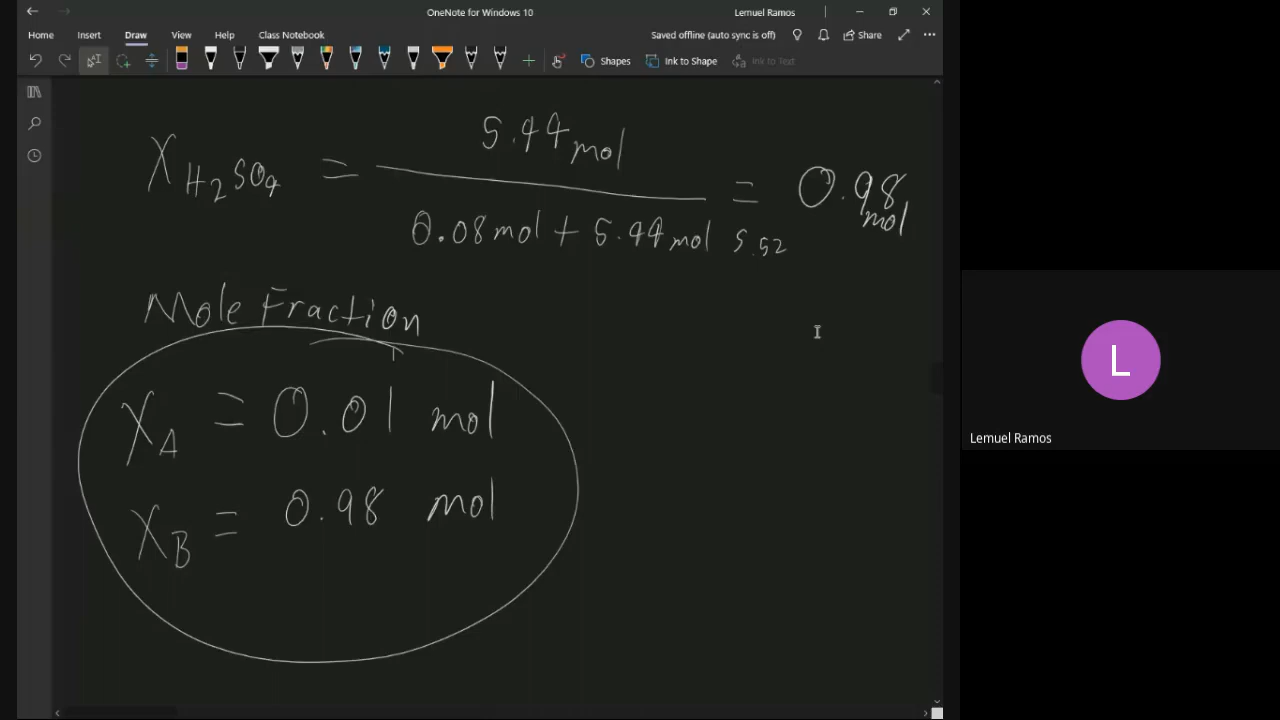 OneNote for Windows 10
Lemuel Ramos
Home Insert Draw View Help Class Notebook
Saved offline (auto sync is off)
Share
Shapes
Ink to Shape
Ink to Text
X H2SO4 = 5.44 mol
0.08 mol + 5.44 mol 5.52
= 0.98 mol
Mole Fraction
XA = 0.01 mol
XB = 0.98 mol
L
Lemuel Ramos